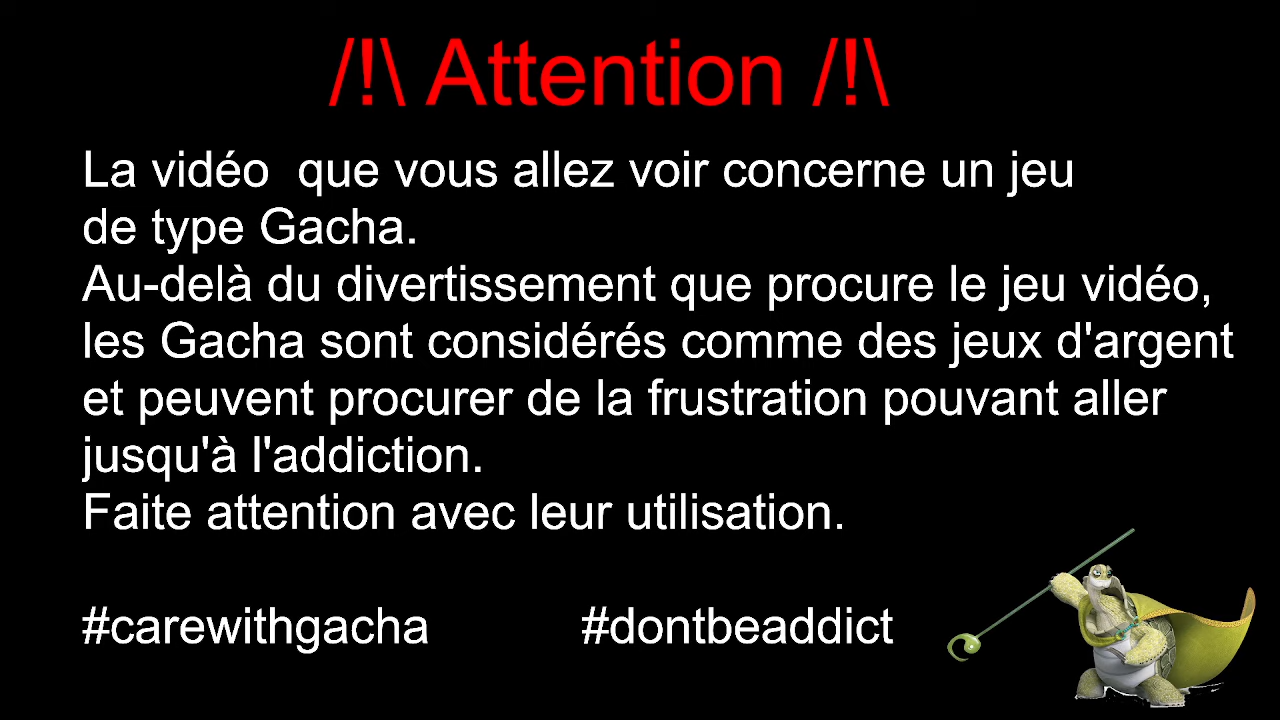 /!\ Attention /!\
La vidéo  que vous allez voir concerne un jeu
de type Gacha.
Au-delà du divertissement que procure le jeu vidéo,
les Gacha sont considérés comme des jeux d'argent
et peuvent procurer de la frustration pouvant aller
jusqu'à l'addiction.
Faite attention avec leur utilisation.
#carewithgacha #dontbeaddict